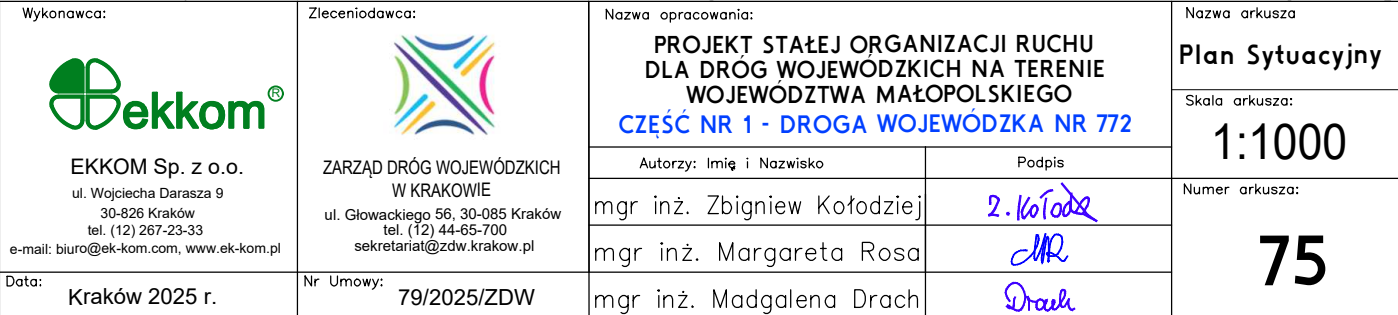 Wykonawca:
ekkom®
EKKOM Sp. z o.o.
ul. Wojciecha Darasza 9
30-826 Kraków
tel. (12) 267-23-33
e-mail: biuro@ek-kom.com, www.ek-kom.pl
Data:
Kraków 2025 r.
Zleceniodawca:
ZARZĄD DRÓG WOJEWÓDZKICH
W KRAKOWIE
ul. Głowackiego 56, 30-085 Kraków
tel. (12) 44-65-700
sekretariat@zdw.krakow.pl
Nr Umowy:
79/2025/ZDW
Nazwa opracowania:
PROJEKT STAŁEJ ORGANIZACJI RUCHU
DLA DRÓG WOJEWÓDZKICH NA TERENIE
WOJEWÓDZTWA MAŁOPOLSKIEGO
CZĘŚĆ NR 1 - DROGA WOJEWÓDZKA NR 772
Autorzy: Imię i Nazwisko
Podpis
mgr inż. Zbigniew Kołodziej
Z. Kołodz
mgr inż. Margareta Rosa
MR
mgr inż. Madgalena Drach
Drach
Nazwa arkusza
Plan Sytuacyjny
Skala arkusza:
1:1000
Numer arkusza:
75